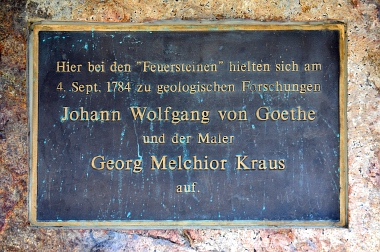 Hier bei den "Feuersteinen" hielten sich am
4. Sept. 1784 zu geologischen Forschungen
Johann Wolfgang von Goethe
und der Maler
Georg Melchior Kraus
auf.